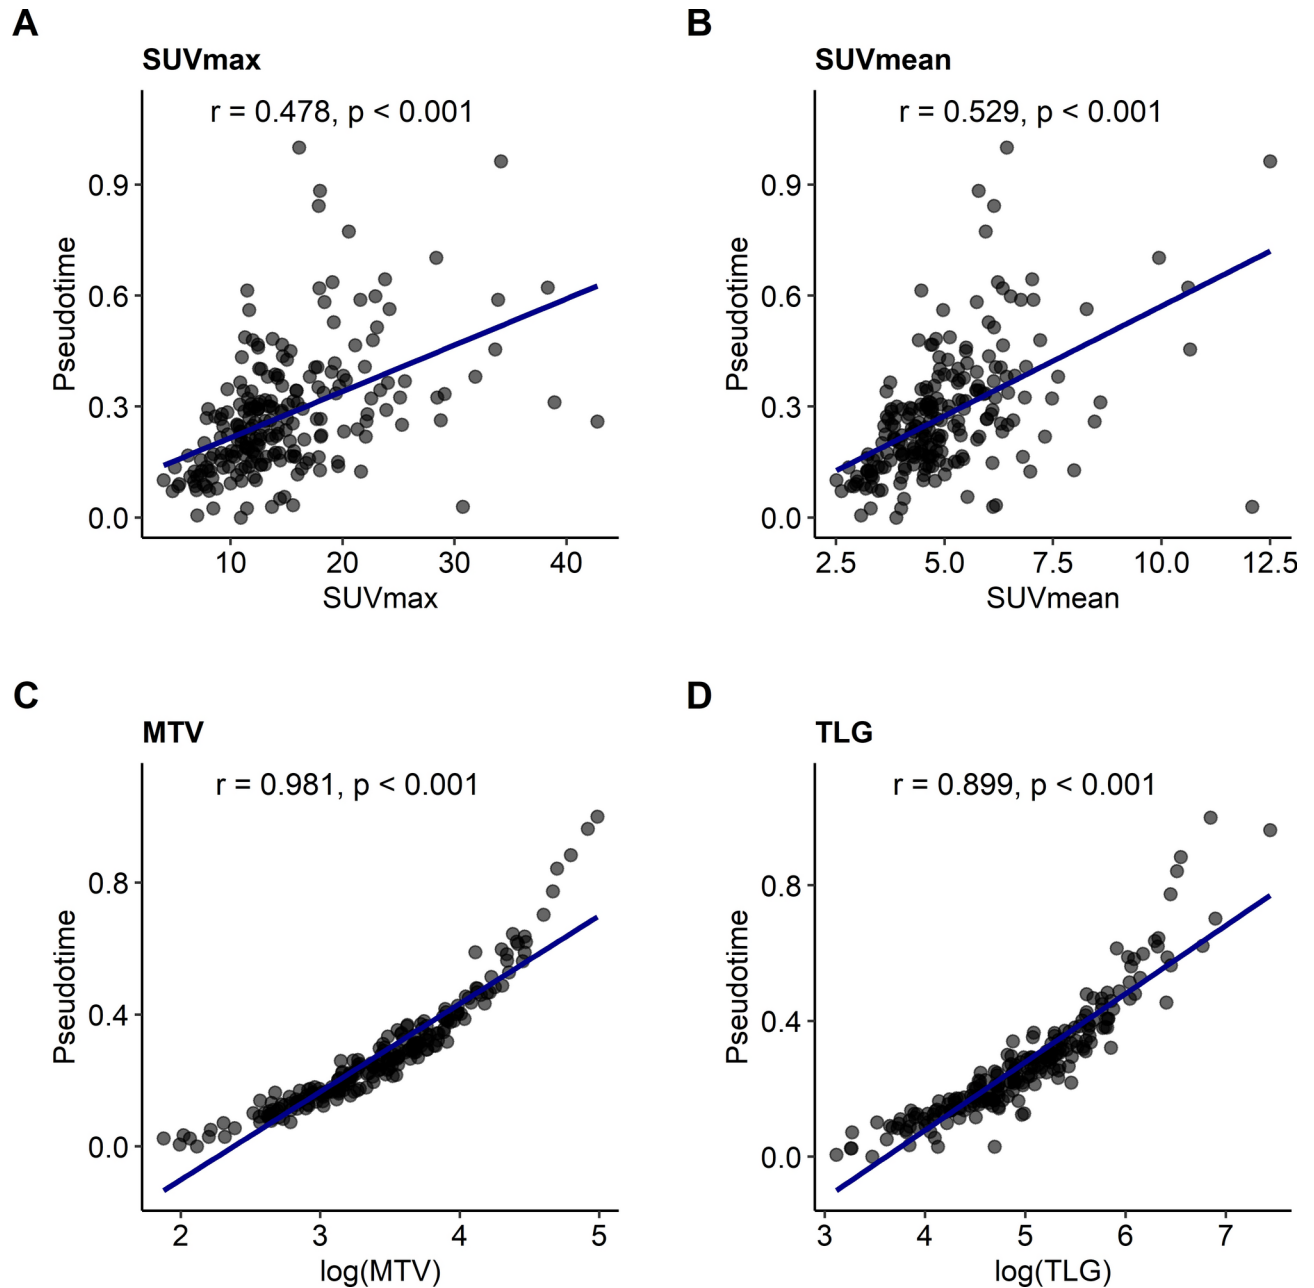 A
SUVmax
r = 0.478, p < 0.001
0.9
0.6
0.3
0.0
Pseudotime
10 20 30 40
SUVmax
B
SUVmean
r = 0.529, p < 0.001
0.9
0.6
0.3
0.0
Pseudotime
2.5 5.0 7.5 10.0 12.5
SUVmean
C
MTV
r = 0.981, p < 0.001
0.8
0.4
0.0
Pseudotime
2 3 4 5
log(MTV)
D
TLG
r = 0.899, p < 0.001
0.8
0.4
0.0
Pseudotime
3 4 5 6 7
log(TLG)